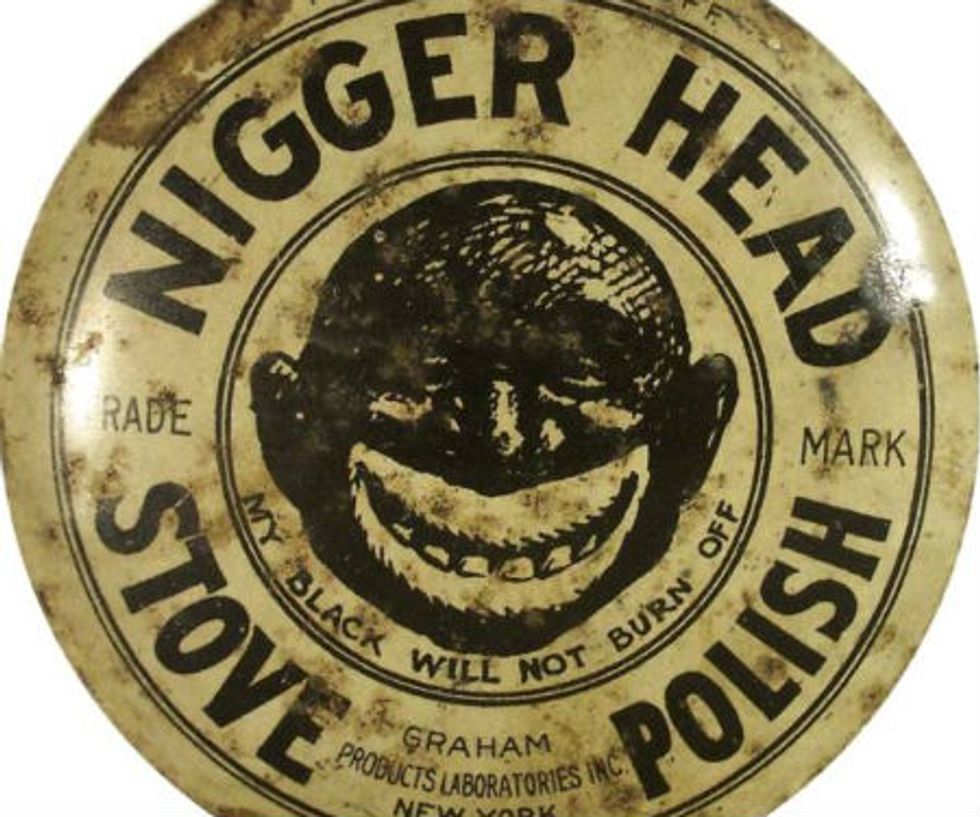 NIGGER HEAD
RADE MARK
MY BLACK WILL NOT BURN OFF
STOVE POLISH
GRAHAM
PRODUCTS LABORATORIES INC.
NEW YORK